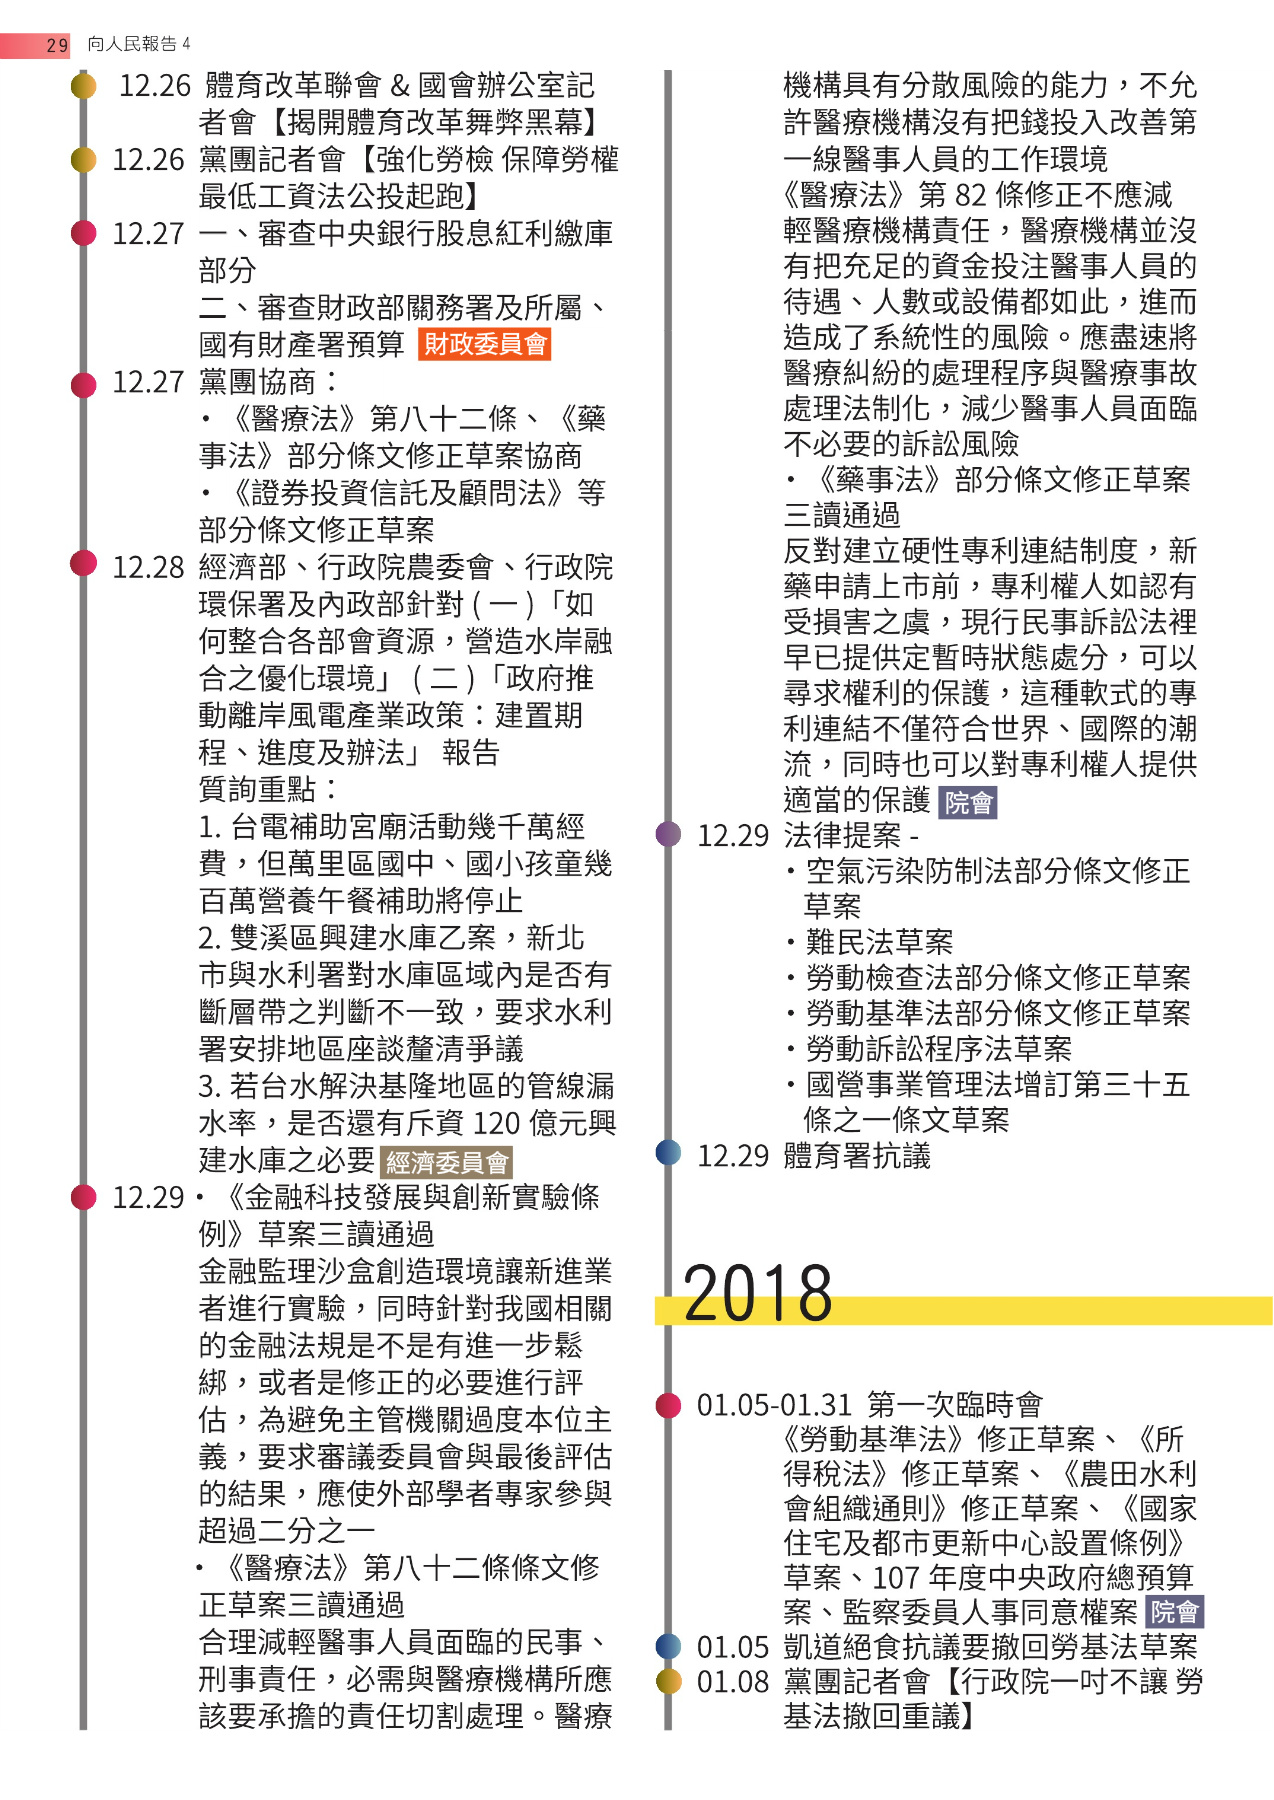 29 向人民報告 4
12.26 體育改革聯會 & 國會辦公室記
者會【揭開體育改革舞弊黑幕】
12.26 黨團記者會【強化勞檢 保障勞權
最低工資法公投起跑】
12.27 一、審查中央銀行股息紅利繳庫
部分
二、審查財政部關務署及所屬、
國有財產署預算 財政委員會
12.27 黨團協商：
・《醫療法》第八十二條、《藥
事法》部分條文修正草案協商
・《證券投資信託及顧問法》等
部分條文修正草案
12.28 經濟部、行政院農委會、行政院
環保署及內政部針對 ( 一 )「如
何整合各部會資源，營造水岸融
合之優化環境」 ( 二 )「政府推
動離岸風電產業政策：建置期
程、進度及辦法」 報告
質詢重點：
1. 台電補助宮廟活動幾千萬經
費，但萬里區國中、國小孩童幾
百萬營養午餐補助將停止
2. 雙溪區興建水庫乙案，新北
市與水利署對水庫區域內是否有
斷層帶之判斷不一致，要求水利
署安排地區座談釐清爭議
3. 若台水解決基隆地區的管線漏
水率，是否還有斥資 120 億元興
建水庫之必要 經濟委員會
12.29 ・《金融科技發展與創新實驗條
例》草案三讀通過
金融監理沙盒創造環境讓新進業
者進行實驗，同時針對我國相關
的金融法規是不是有進一步鬆
綁，或者是修正的必要進行評
估，為避免主管機關過度本位主
義，要求審議委員會與最後評估
的結果，應使外部學者專家參與
超過二分之一
・《醫療法》第八十二條條文修
正草案三讀通過
合理減輕醫事人員面臨的民事、
刑事責任，必需與醫療機構所應
該要承擔的責任切割處理。醫療
機構具有分散風險的能力，不允
許醫療機構沒有把錢投入改善第
一線醫事人員的工作環境
《醫療法》第 82 條修正不應減
輕醫療機構責任，醫療機構並沒
有把充足的資金投注醫事人員的
待遇、人數或設備都如此，進而
造成了系統性的風險。應盡速將
醫療糾紛的處理程序與醫療事故
處理法制化，減少醫事人員面臨
不必要的訴訟風險
・《藥事法》部分條文修正草案
三讀通過
反對建立硬性專利連結制度，新
藥申請上市前，專利權人如認有
受損害之虞，現行民事訴訟法裡
早已提供定暫時狀態處分，可以
尋求權利的保護，這種軟式的專
利連結不僅符合世界、國際的潮
流，同時也可以對專利權人提供
適當的保護 院會
12.29 法律提案 -
・空氣污染防制法部分條文修正
草案
・難民法草案
・勞動檢查法部分條文修正草案
・勞動基準法部分條文修正草案
・勞動訴訟程序法草案
・國營事業管理法增訂第三十五
條之一條文草案
12.29 體育署抗議
2018
01.05-01.31 第一次臨時會
《勞動基準法》修正草案、《所
得稅法》修正草案、《農田水利
會組織通則》修正草案、《國家
住宅及都市更新中心設置條例》
草案、107 年度中央政府總預算
案、監察委員人事同意權案 院會
01.05 凱道絕食抗議要撤回勞基法草案
01.08 黨團記者會【行政院一吋不讓 勞
基法撤回重議】